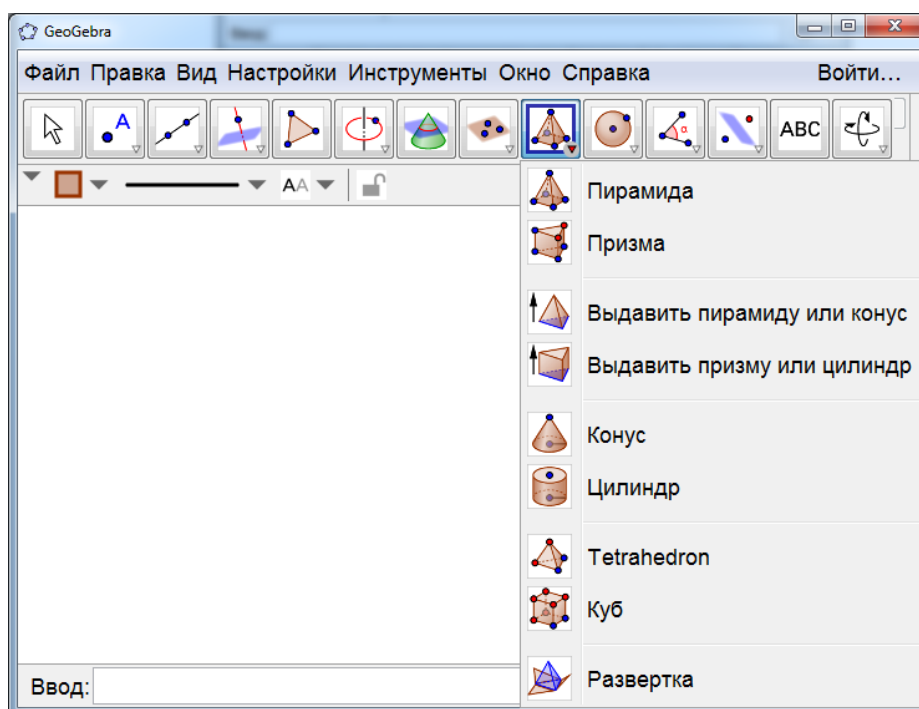 GeoGebra
Файл Правка Вид Настройки Инструменты Окно Справка Войти...
A α ABC
AA
Пирамида
Призма
Выдавить пирамиду или конус
Выдавить призму или цилиндр
Конус
Цилиндр
Tetrahedron
Куб
Развертка
Ввод: